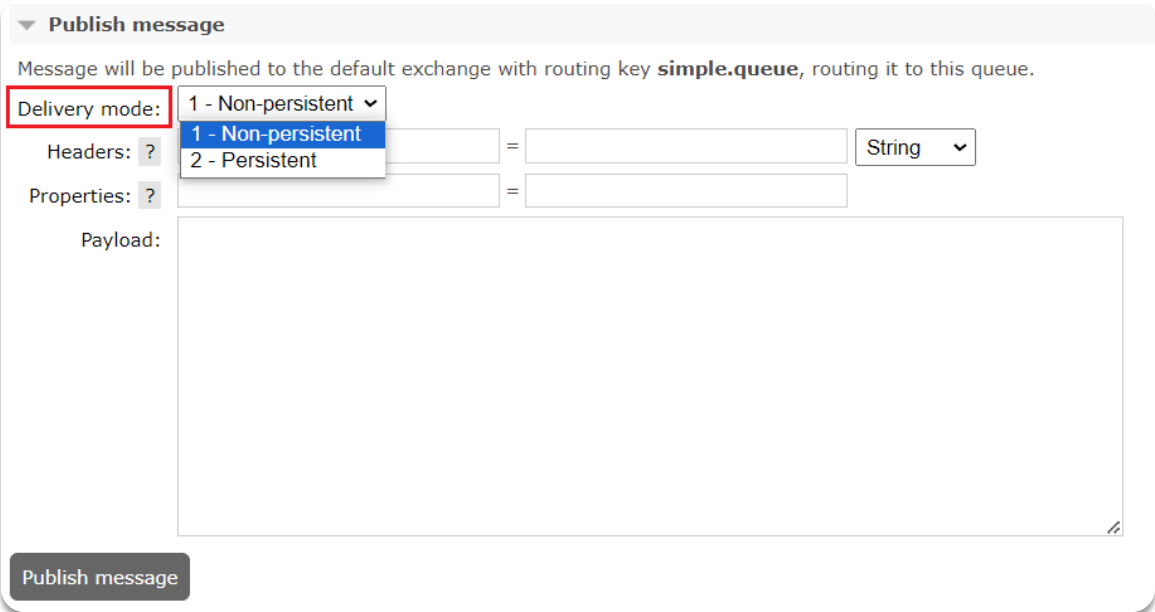 Publish message
Message will be published to the default exchange with routing key simple.queue, routing it to this queue.
Delivery mode: 1 - Non-persistent
1 - Non-persistent
2 - Persistent
Headers: ? = String
Properties: ? =
Payload:
Publish message